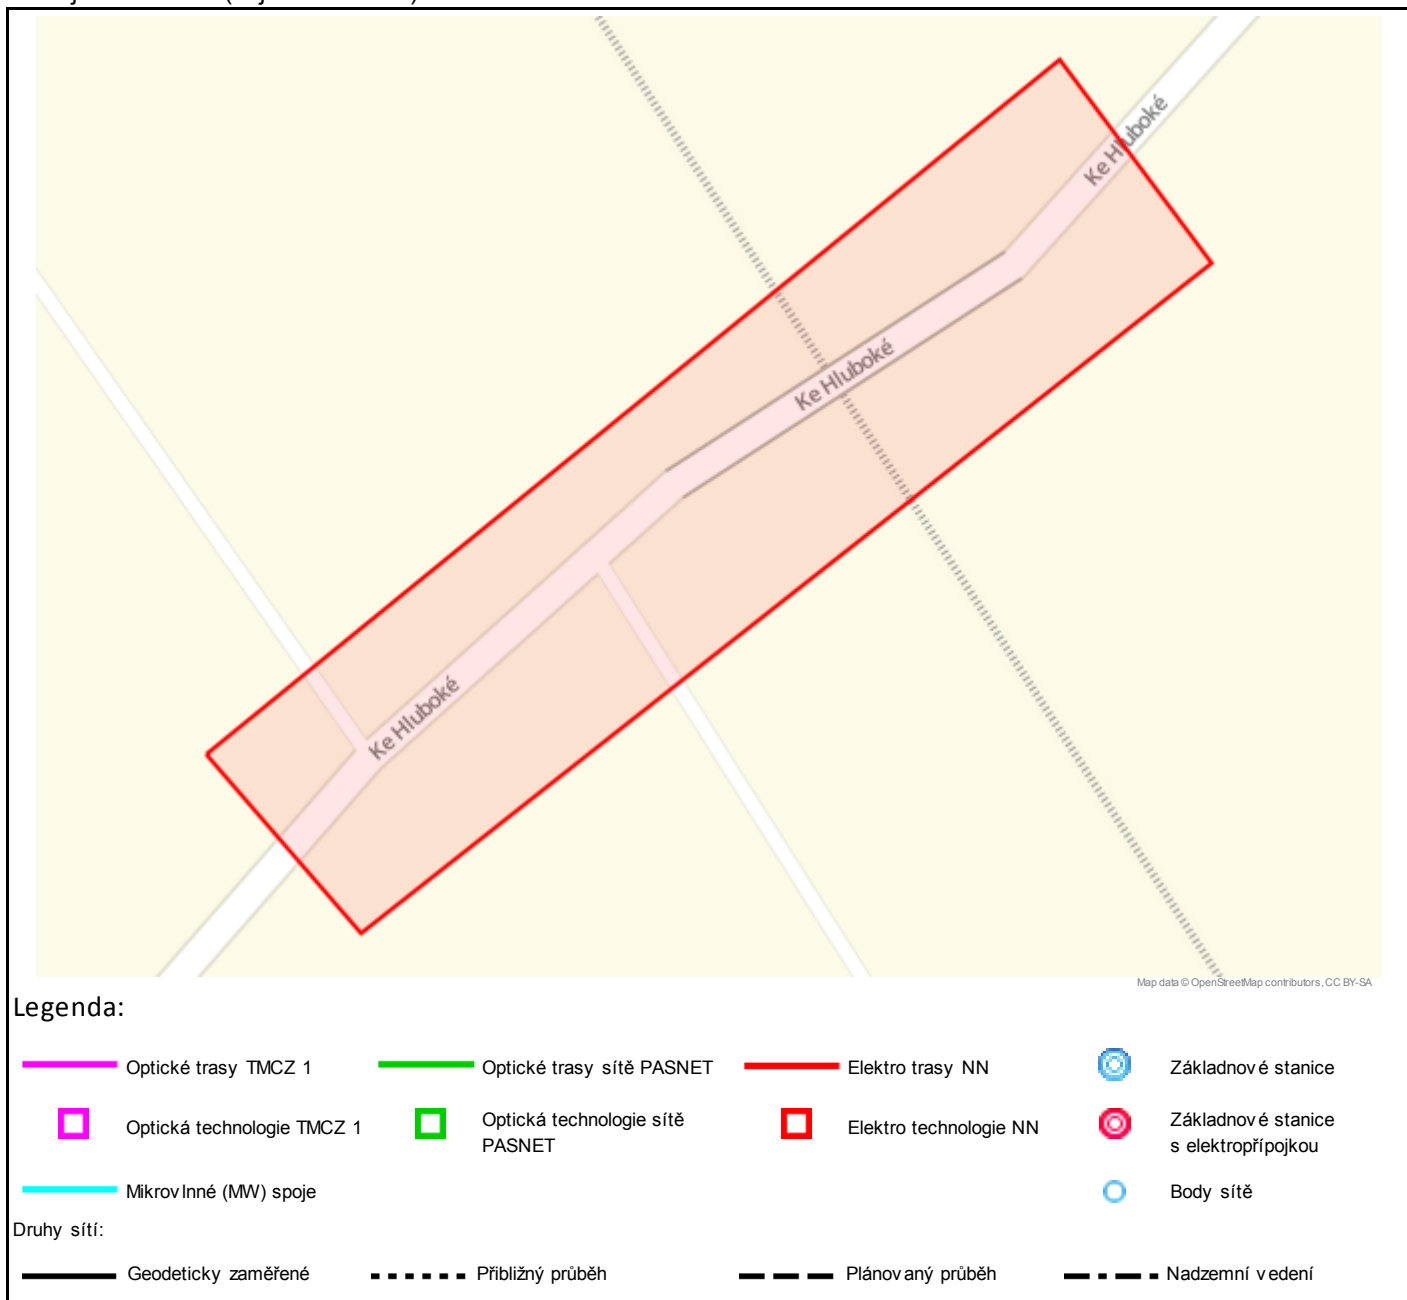 Ke Hluboké
Ke Hluboké
Ke Hluboké
Map data © OpenStreetMap contributors, CC BY-SA
Legenda:
Optické trasy TMCZ 1
Optické trasy sítě PASNET
Elektro trasy NN
Základnové stanice
Optická technologie TMCZ 1
Optická technologie sítě
PASNET
Elektro technologie NN
Základnové stanice
s elektropřípojkou
Mikrovlnné (MW) spoje
Body sítě
Druhy sítí:
Geodeticky zaměřené
Přibližný průběh
Plánovaný průběh
Nadzemní vedení